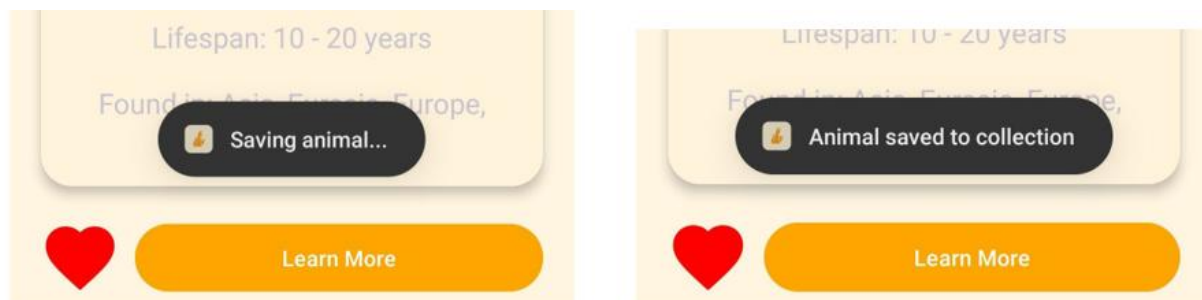 Lifespan: 10 - 20 years
Found in: Asia, Eurasia, Europe,
Saving animal...
Learn More
Lifespan: 10 - 20 years
Found in: Asia, Eurasia, Europe,
Animal saved to collection
Learn More